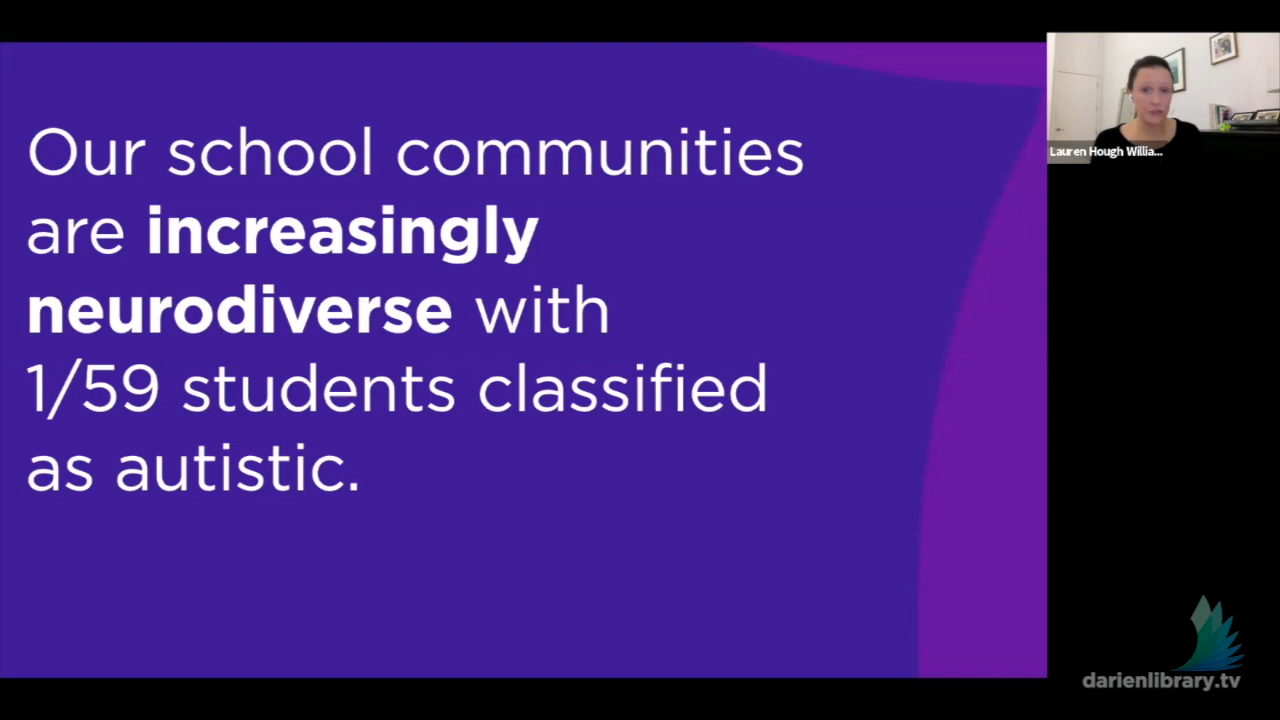 Our school communities
are increasingly
neurodiverse with
1/59 students classified
as autistic.
Lauren Hough Willia...
darienlibrary.tv